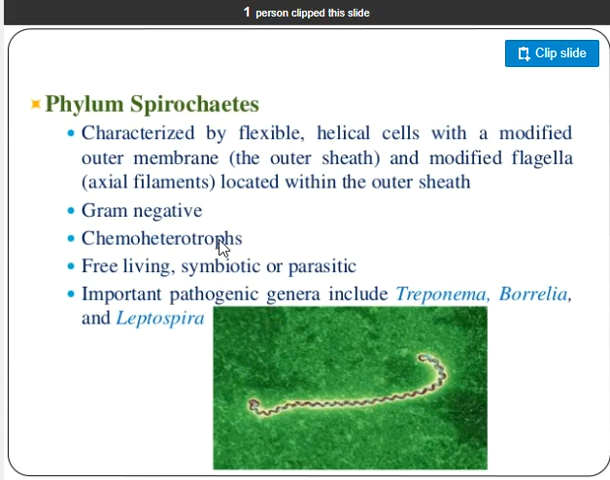 1 person clipped this slide
Clip slide
Phylum Spirochaetes
• Characterized by flexible, helical cells with a modified
outer membrane (the outer sheath) and modified flagella
(axial filaments) located within the outer sheath
• Gram negative
• Chemoheterotrophs
• Free living, symbiotic or parasitic
• Important pathogenic genera include Treponema, Borrelia,
and Leptospira